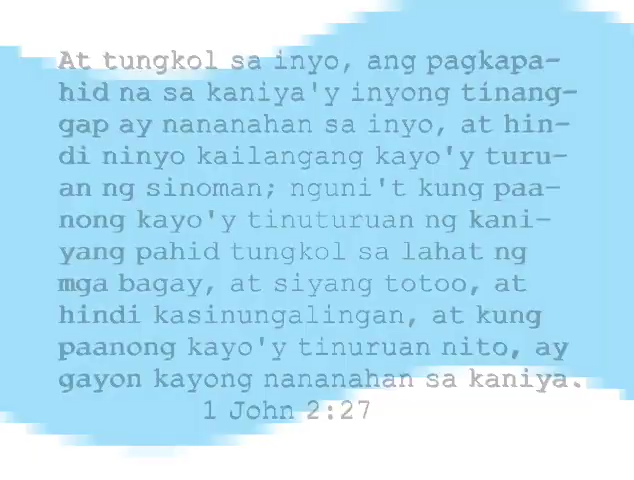 At tungkol sa inyo, ang pagkapa-
hid na sa kaniya'y inyong tinang-
gap ay nananahan sa inyo, at hin-
di ninyo kailangang kayo'y turu-
an ng sinoman; nguni't kung paa-
nong kayo'y tinuturuan ng kani-
yang pahid tungkol sa lahat ng
mga bagay, at siyang totoo, at
hindi kasinungalingan, at kung
paanong kayo'y tinuruan nito, ay
gayon kayong nananahan sa kaniya.
1 John 2:27